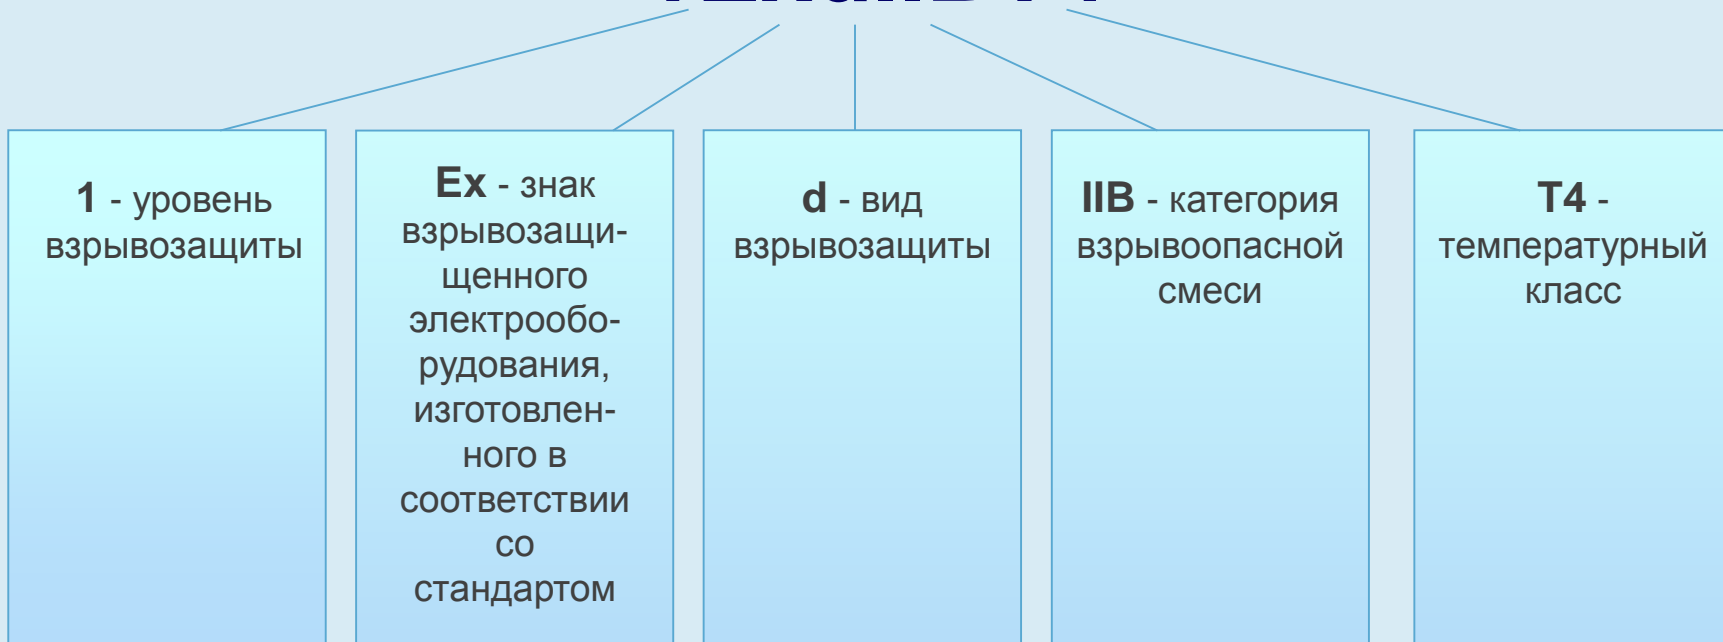 1 - уровень
взрывозащиты
Ex - знак
взрывозащи-
щенного
электрообо-
рудования,
изготовлен-
ного в
соответствии
со
стандартом
d - вид
взрывозащиты
IIB - категория
взрывоопасной
смеси
T4 -
температурный
класс